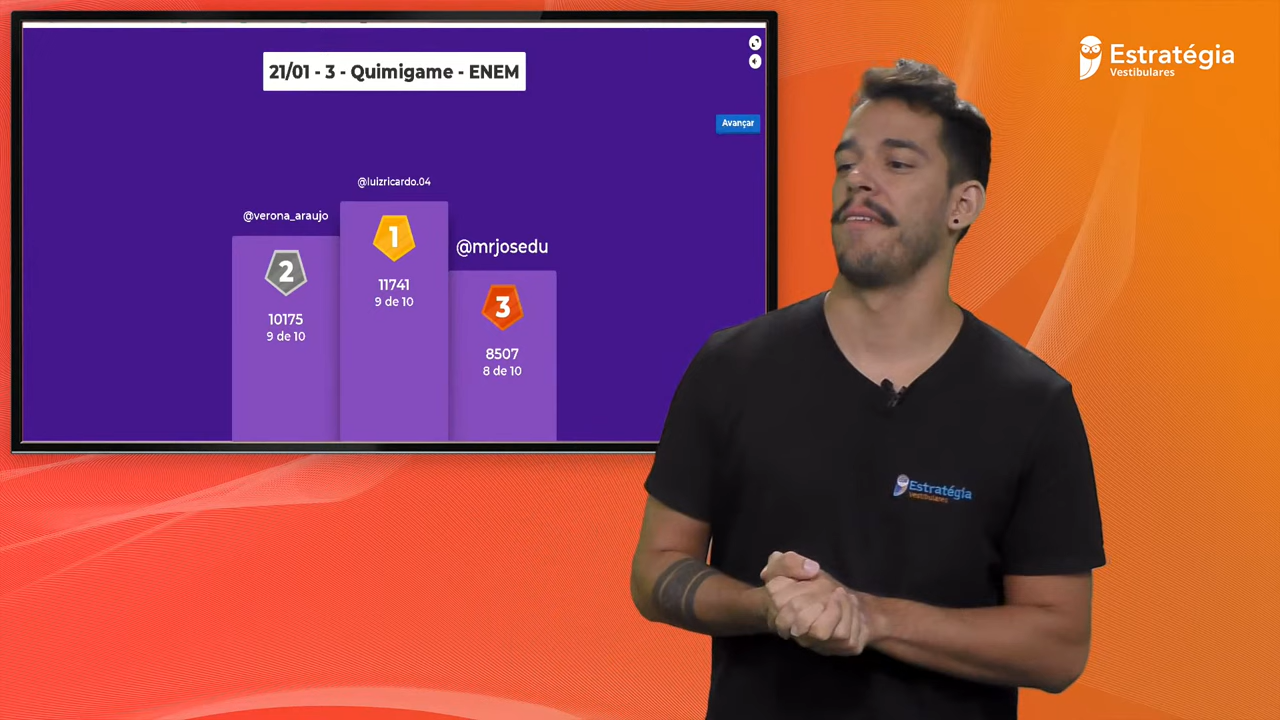 21/01 - 3 - Quimigame - ENEM
Avançar
@luizricardo.04
@verona_araujo
@mrjosedu
1
11741
9 de 10
2
10175
9 de 10
3
8507
8 de 10
Estratégia
Vestibulares
Estratégia
Vestibulares